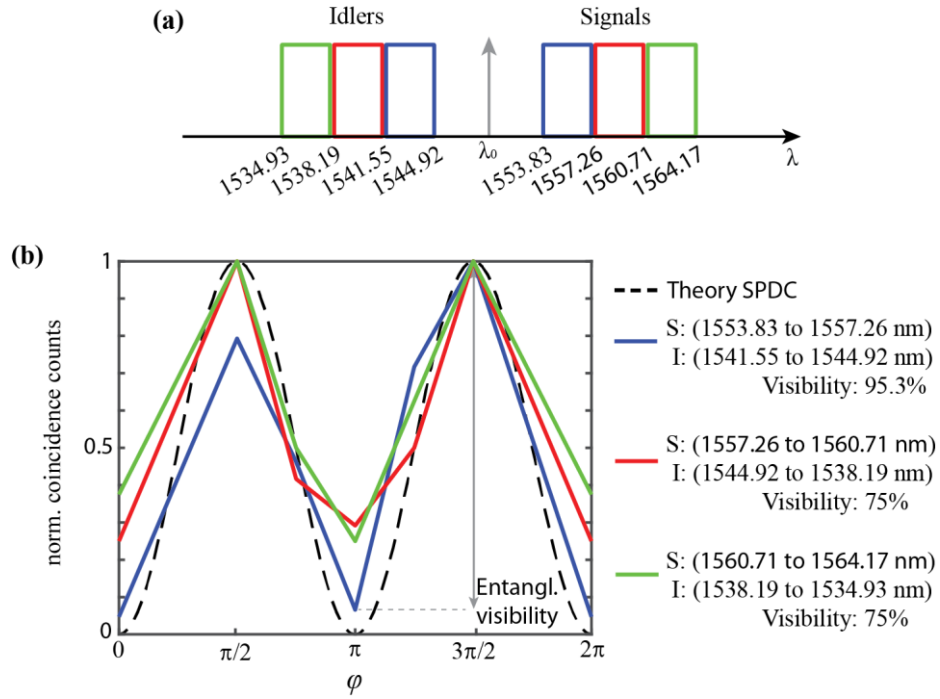 (a)
Idlers
Signals
1534.93
1538.19
1541.55
1544.92
λ₀
1553.83
1557.26
1560.71
1564.17
λ
(b)
norm. coincidence counts
1
0.5
0
0
π/2
π
3π/2
2π
φ
Entangl.
visibility
Theory SPDC
S: (1553.83 to 1557.26 nm)
I: (1541.55 to 1544.92 nm)
Visibility: 95.3%
S: (1557.26 to 1560.71 nm)
I: (1544.92 to 1538.19 nm)
Visibility: 75%
S: (1560.71 to 1564.17 nm)
I: (1538.19 to 1534.93 nm)
Visibility: 75%